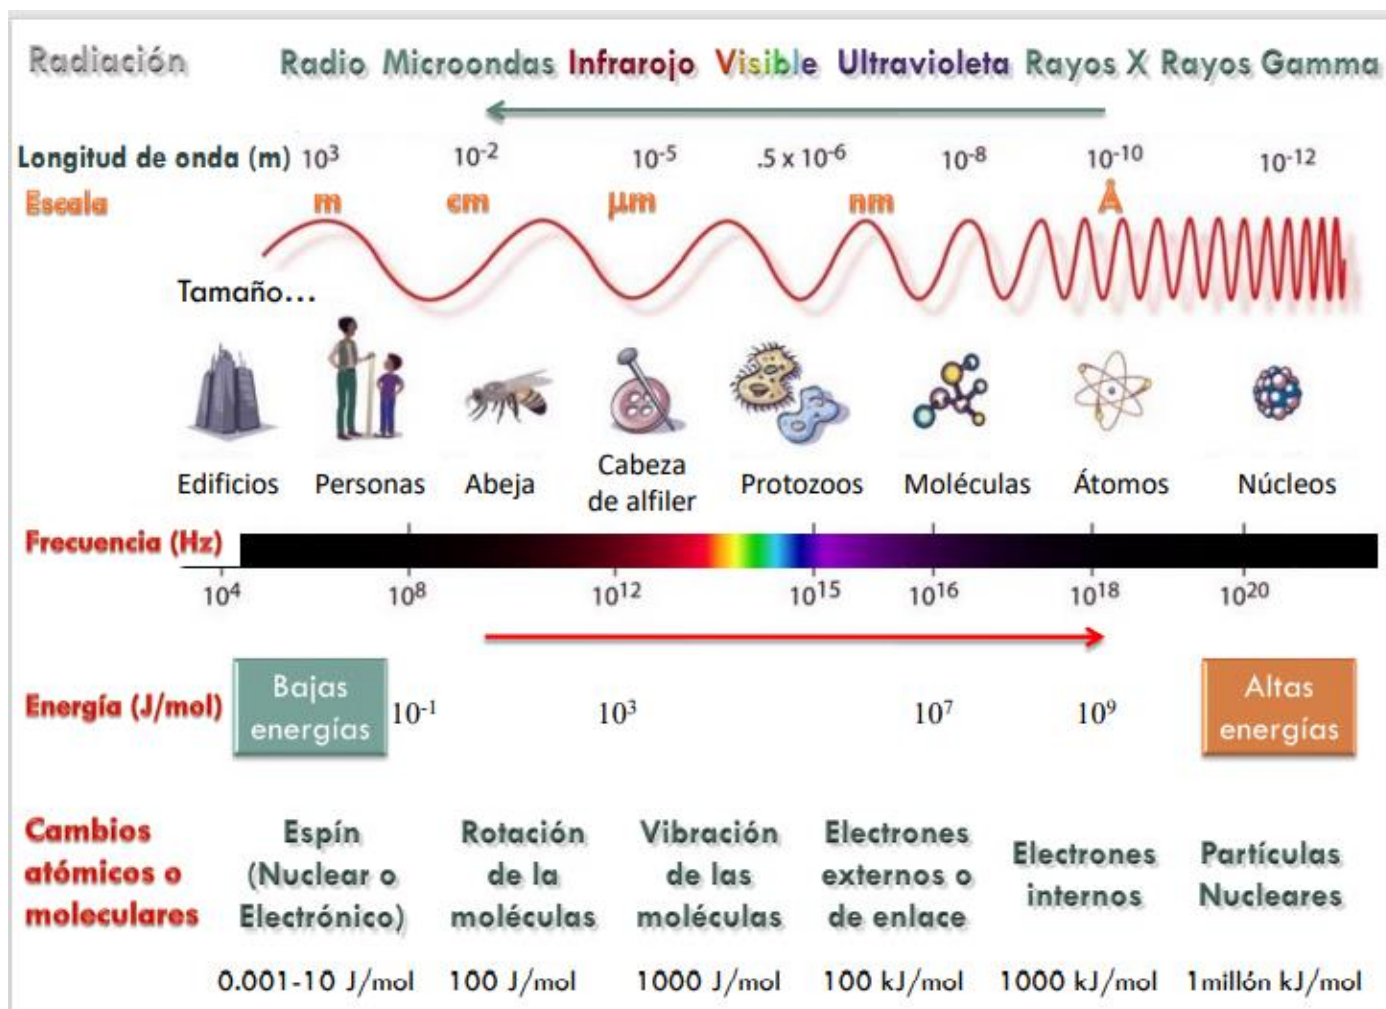 Radiación Radio Microondas Infrarojo Visible Ultravioleta Rayos X Rayos Gamma
Longitud de onda (m) 10³ 10⁻² 10⁻⁵ .5 x 10⁻⁶ 10⁻⁸ 10⁻¹⁰ 10⁻¹²
Escala m cm μm nm Å
Tamaño...
Edificios Personas Abeja Cabeza de alfiler Protozoos Moléculas Átomos Núcleos
Frecuencia (Hz)
10⁴ 10⁸ 10¹² 10¹⁵ 10¹⁶ 10¹⁸ 10²⁰
Energía (J/mol) Bajas energías 10⁻¹ 10³ 10⁷ 10⁹ Altas energías
Cambios atómicos o moleculares
Espín (Nuclear o Electrónico)
Rotación de la moléculas
Vibración de las moléculas
Electrones externos o de enlace
Electrones internos
Partículas Nucleares
0.001-10 J/mol 100 J/mol 1000 J/mol 100 kJ/mol 1000 kJ/mol 1millón kJ/mol